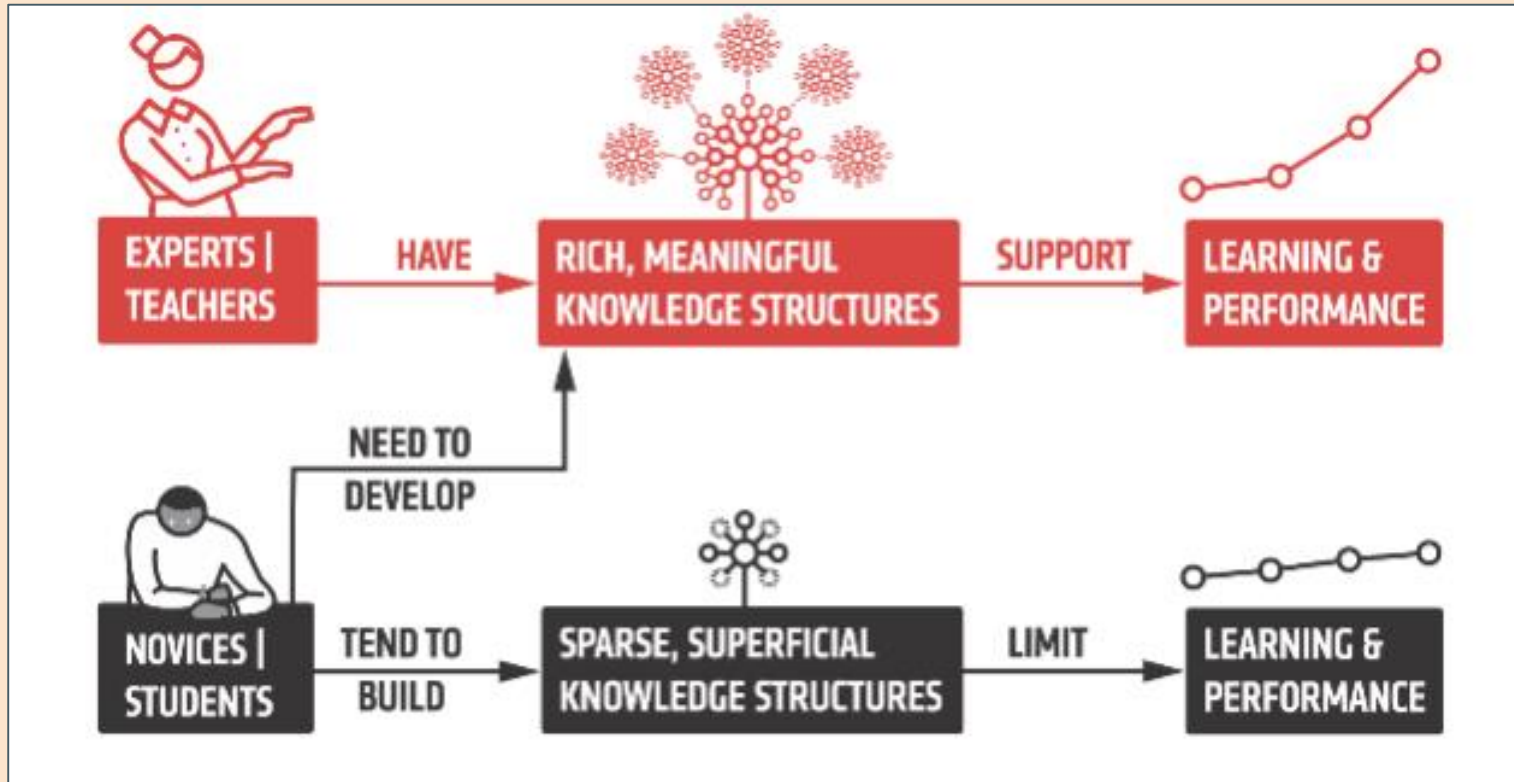 EXPERTS |
TEACHERS
HAVE
RICH, MEANINGFUL
KNOWLEDGE STRUCTURES
SUPPORT
LEARNING &
PERFORMANCE
NEED TO
DEVELOP
NOVICES |
STUDENTS
TEND TO
BUILD
SPARSE, SUPERFICIAL
KNOWLEDGE STRUCTURES
LIMIT
LEARNING &
PERFORMANCE